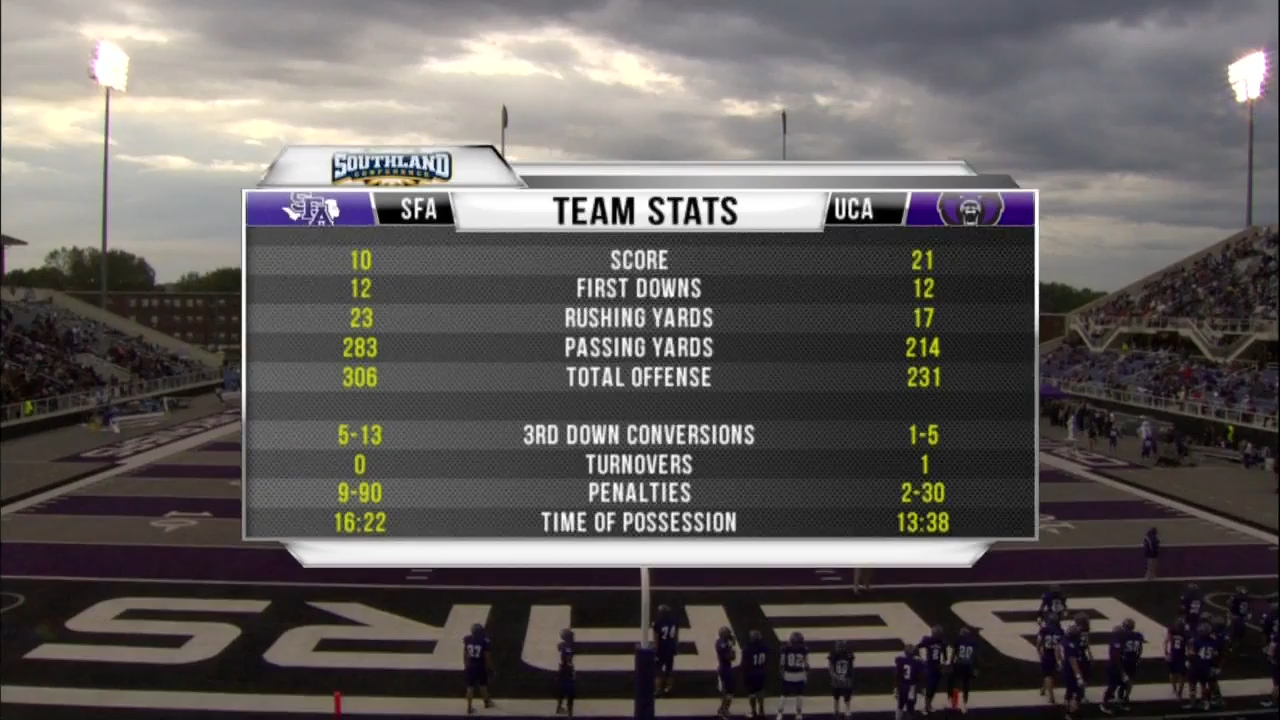 SOUTHLAND
CONFERENCE
SFA SFA TEAM STATS UCA
10 SCORE 21
12 FIRST DOWNS 12
23 RUSHING YARDS 17
283 PASSING YARDS 214
306 TOTAL OFFENSE 231
5-13 3RD DOWN CONVERSIONS 1-5
0 TURNOVERS 1
9-90 PENALTIES 2-30
16:22 TIME OF POSSESSION 13:38
BEARS